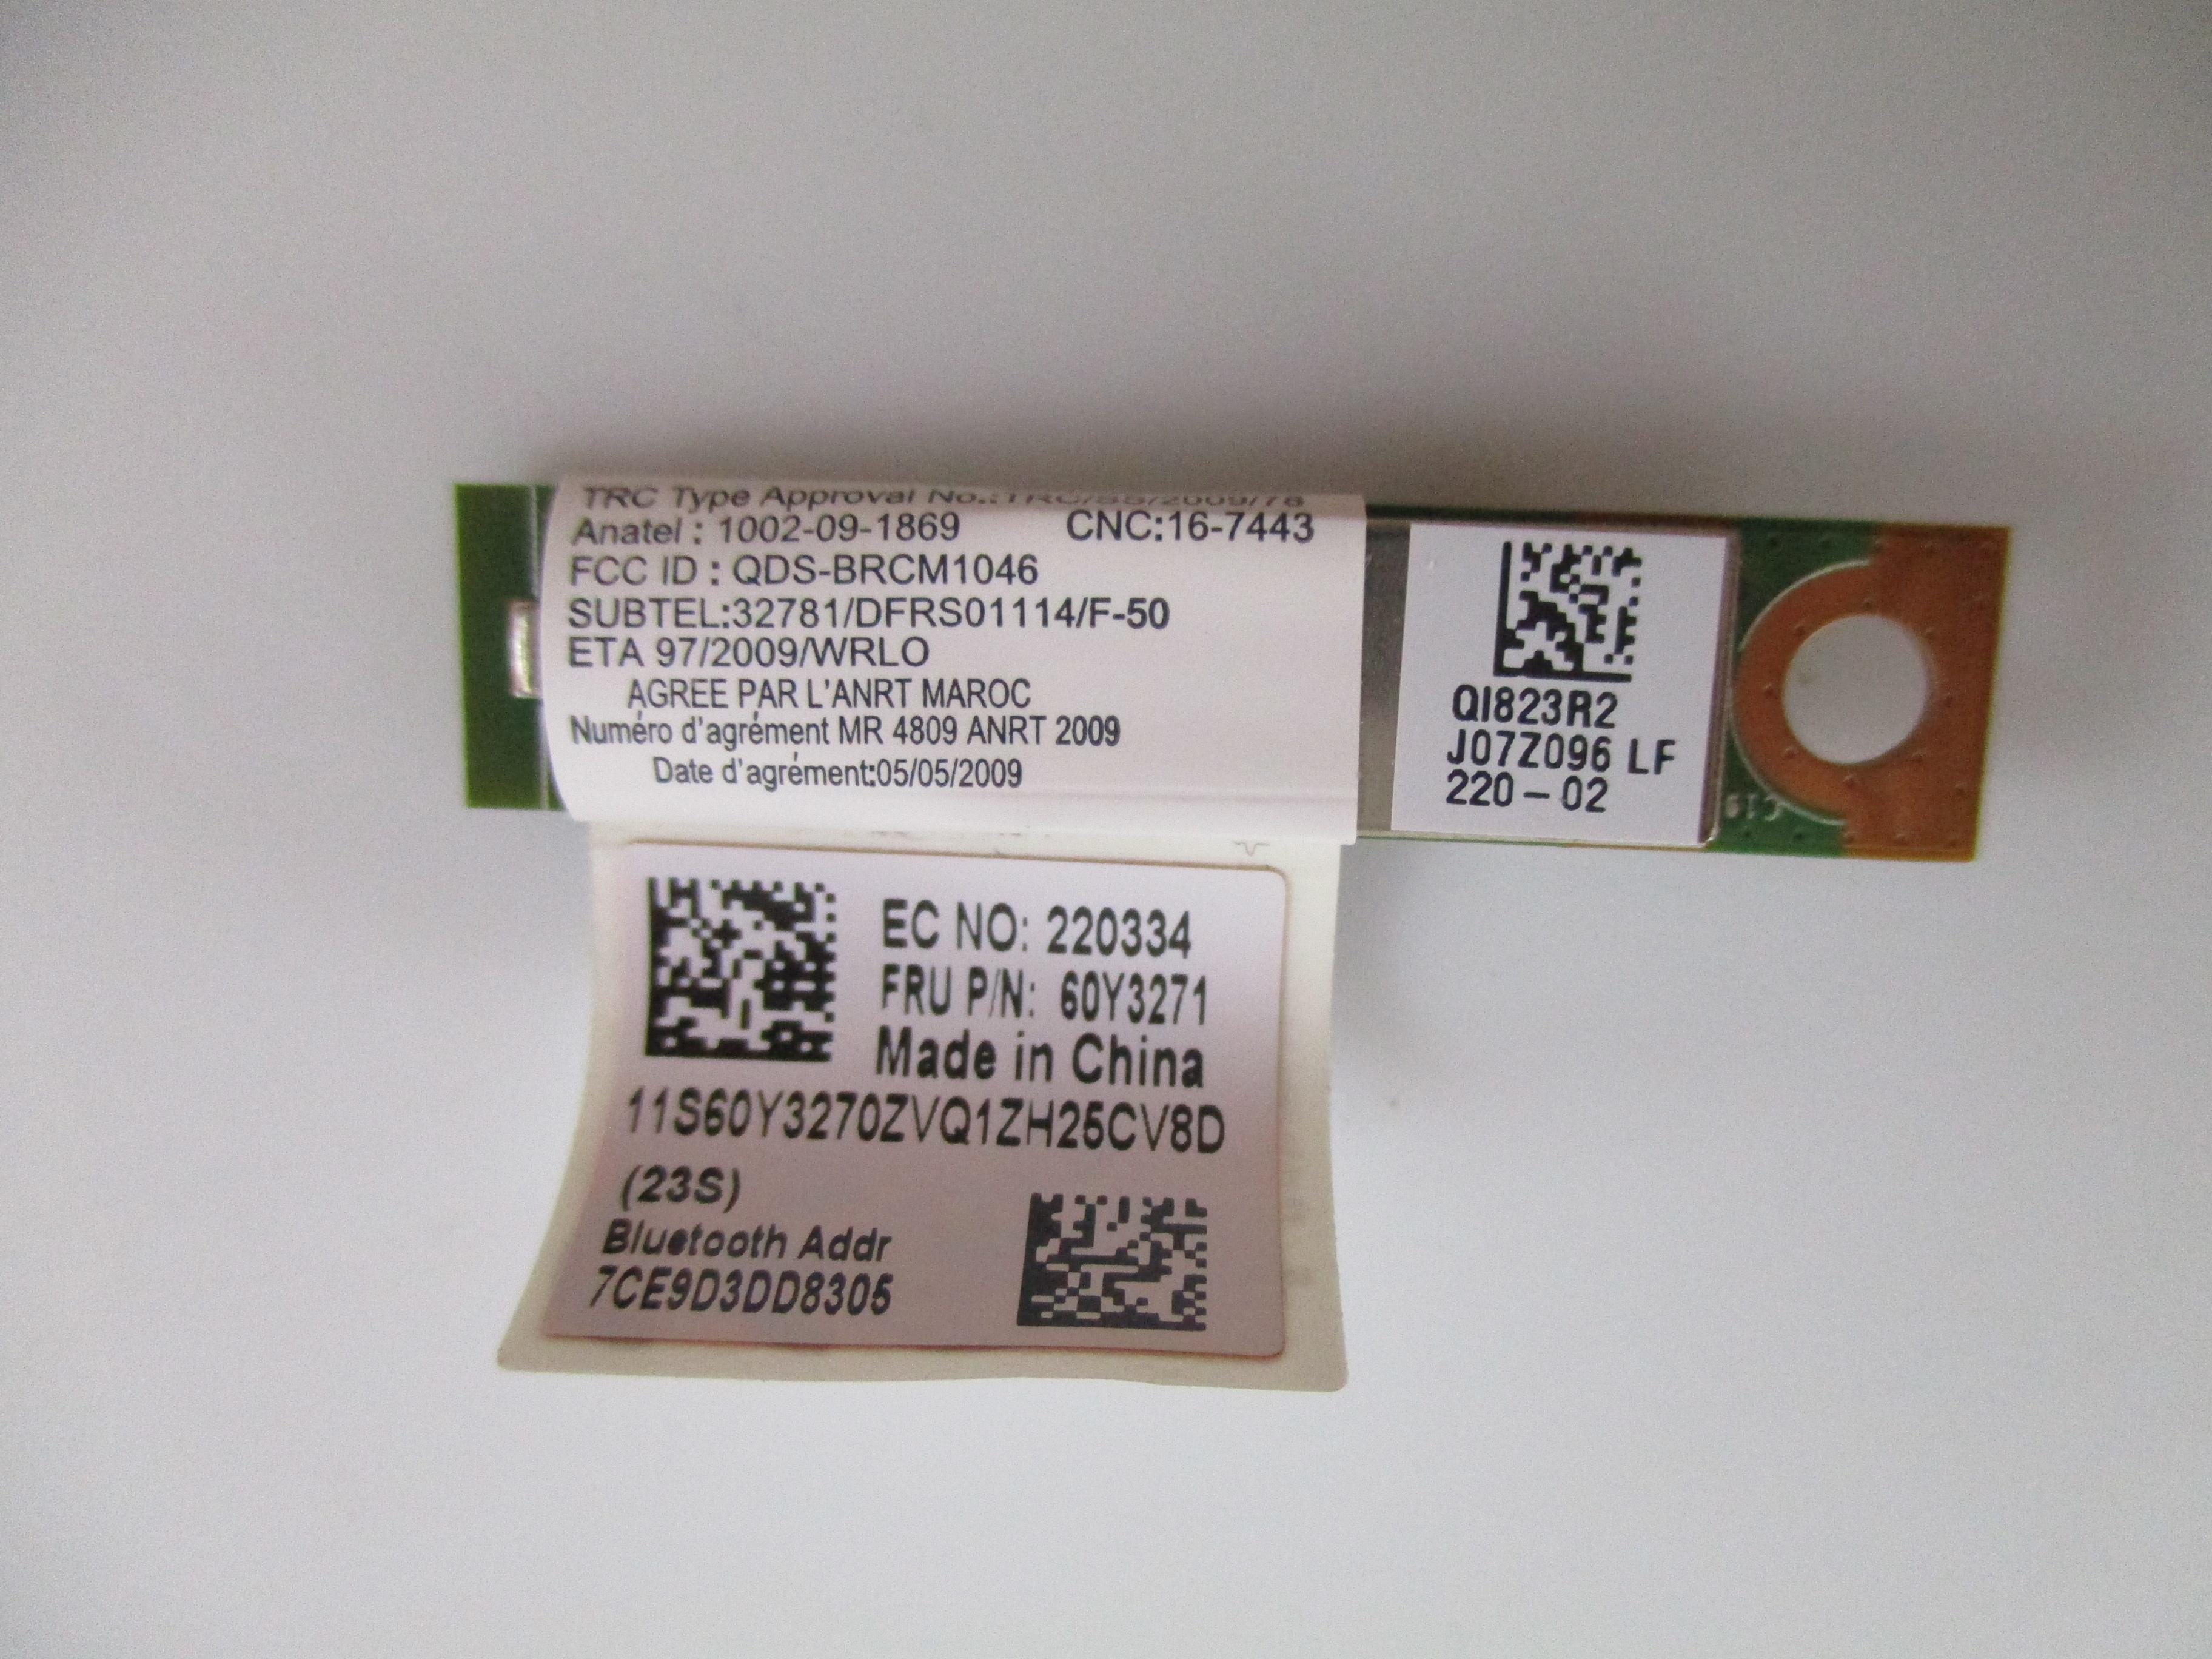 TRC Type Approval No.:TRC/SS/2009/78
Anatel : 1002-09-1869 CNC:16-7443
FCC ID : QDS-BRCM1046
SUBTEL:32781/DFRS01114/F-50
ETA 97/2009/WRLO
AGREE PAR L'ANRT MAROC
Numéro d'agrément MR 4809 ANRT 2009
Date d'agrément:05/05/2009
QI823R2
J07Z096 LF
220-02
C19
EC NO: 220334
FRU P/N: 60Y3271
Made in China
11S60Y3270ZVQ1ZH25CV8D
(23S)
Bluetooth Addr
7CE9D3DD8305